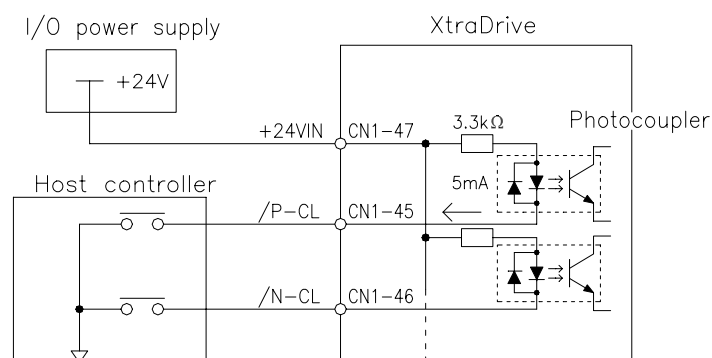 I/O power supply
XtraDrive
+24V
+24VIN
CN1-47
3.3kΩ
Photocoupler
Host controller
5mA
/P-CL
CN1-45
/N-CL
CN1-46